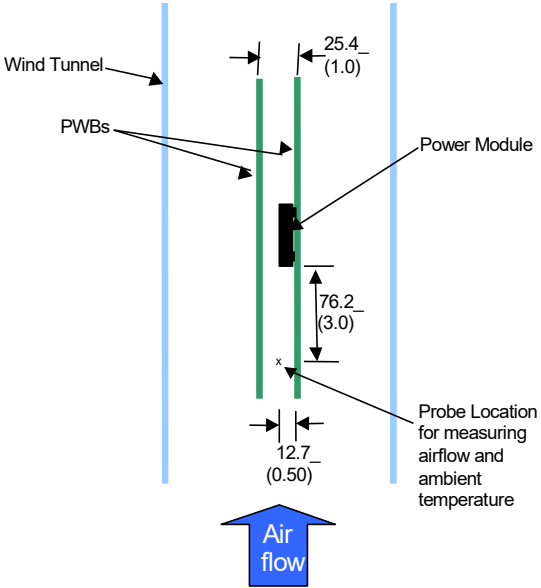 25.4_
(1.0)
Wind Tunnel
PWBs
Power Module
76.2_
(3.0)
x
Probe Location
for measuring
airflow and
ambient
temperature
12.7_
(0.50)
Air
flow